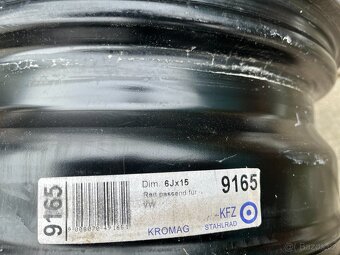 9165
Dim. 6Jx15
Rad passend für
VW
9165
KFZ
KROMAG STAHLRAD